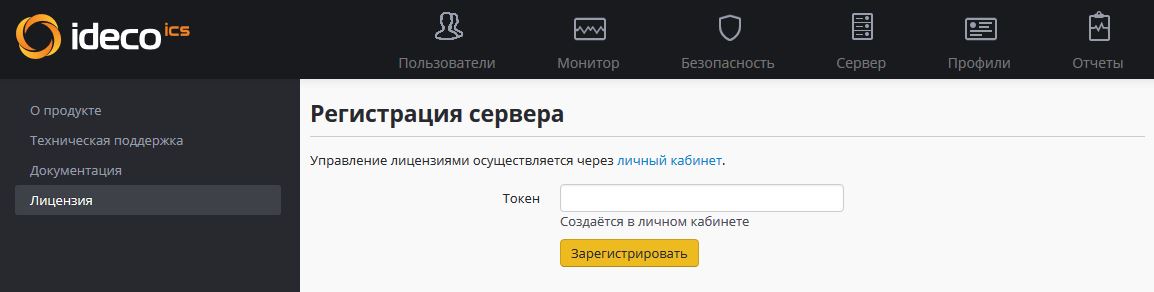 ideco ics
Пользователи
Монитор
Безопасность
Сервер
Профили
Отчеты
О продукте
Техническая поддержка
Документация
Лицензия
Регистрация сервера
Управление лицензиями осуществляется через личный кабинет.
Токен
Создаётся в личном кабинете
Зарегистрировать